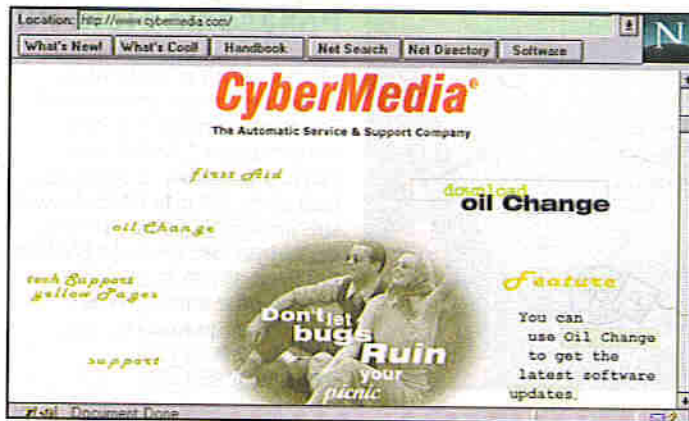 Location: http://www.cybermedia.com/
What's New! What's Cool! Handbook Net Search Net Directory Software
N
CyberMedia®
The Automatic Service & Support Company
first Aid
download
oil Change
oil Change
tech Support
yellow Pages
Feature
Don't let
bugs
Ruin
your
picnic
You can
use Oil Change
to get the
latest software
updates.
support
Document Done